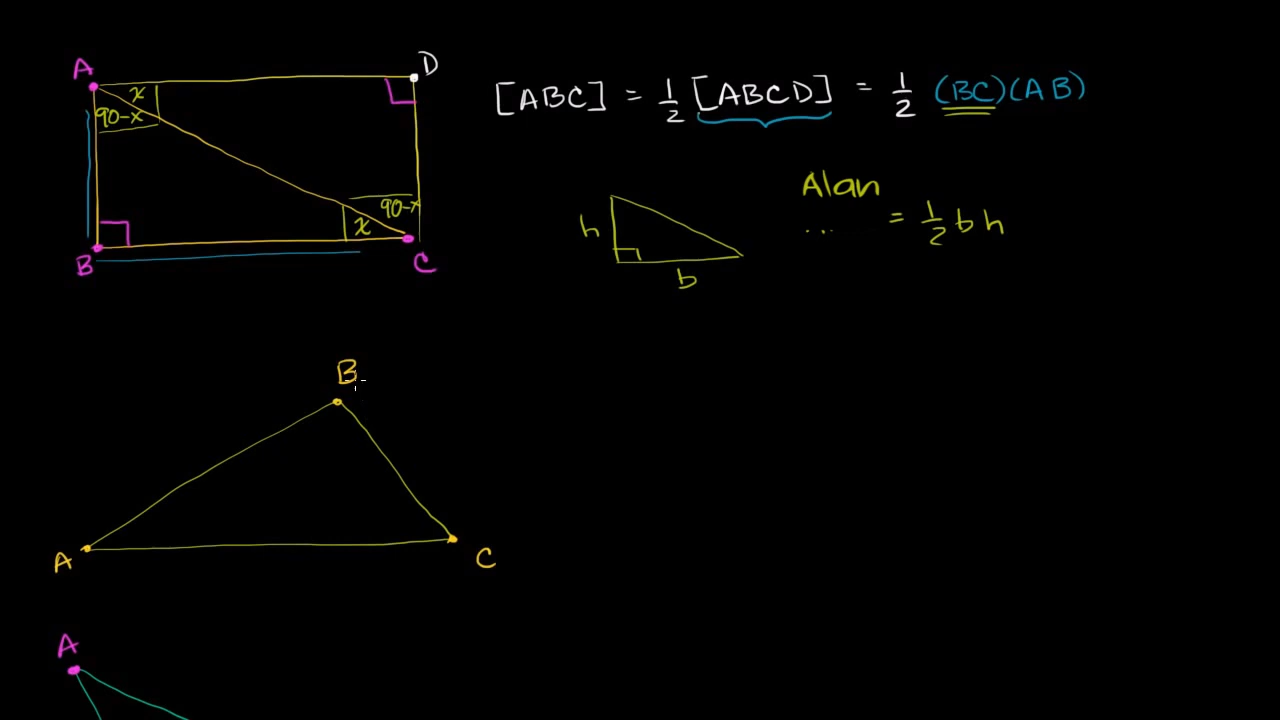 A
D
x
90-x
[ABC] = 1/2 [ABCD] = 1/2 (BC)(AB)
90-x
x
B
C
Alan
... = 1/2 b h
h
b
B
A
C
A